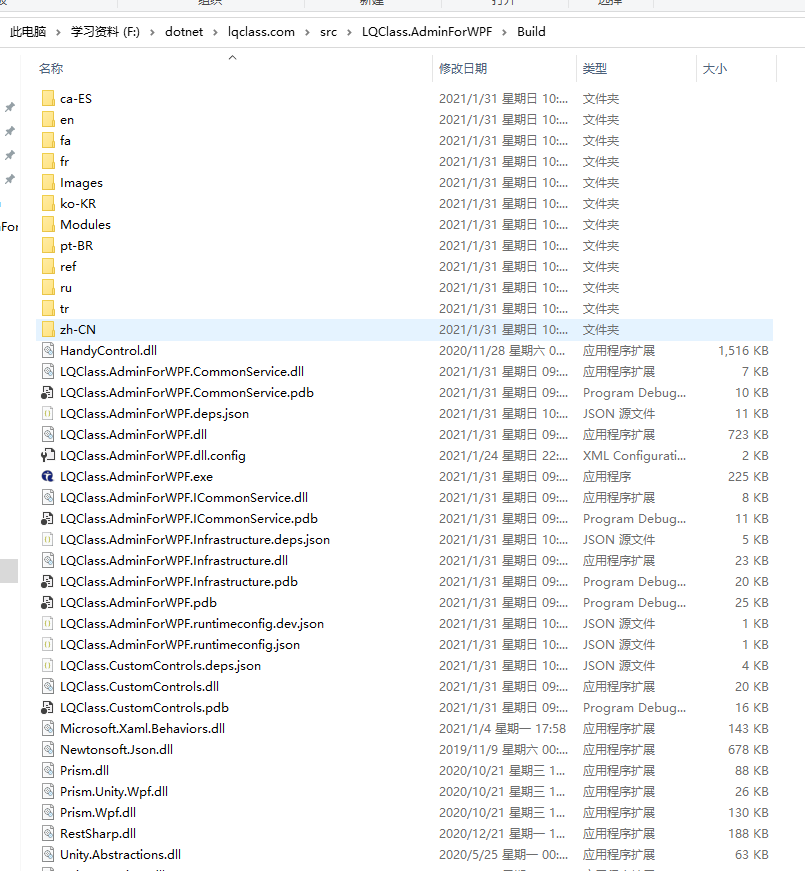 组织
新建
打开
选择
此电脑 > 学习资料 (F:) > dotnet > lqclass.com > src > LQClass.AdminForWPF > Build
名称 修改日期 类型 大小
ca-ES 2021/1/31 星期日 10:... 文件夹
en 2021/1/31 星期日 10:... 文件夹
fa 2021/1/31 星期日 10:... 文件夹
fr 2021/1/31 星期日 10:... 文件夹
Images 2021/1/31 星期日 10:... 文件夹
ko-KR 2021/1/31 星期日 10:... 文件夹
Modules 2021/1/31 星期日 10:... 文件夹
pt-BR 2021/1/31 星期日 10:... 文件夹
ref 2021/1/31 星期日 10:... 文件夹
ru 2021/1/31 星期日 10:... 文件夹
tr 2021/1/31 星期日 10:... 文件夹
zh-CN 2021/1/31 星期日 10:... 文件夹
HandyControl.dll 2020/11/28 星期六 0... 应用程序扩展 1,516 KB
LQClass.AdminForWPF.CommonService.dll 2021/1/31 星期日 09:... 应用程序扩展 7 KB
LQClass.AdminForWPF.CommonService.pdb 2021/1/31 星期日 09:... Program Debug... 10 KB
LQClass.AdminForWPF.deps.json 2021/1/31 星期日 10:... JSON 源文件 11 KB
LQClass.AdminForWPF.dll 2021/1/31 星期日 09:... 应用程序扩展 723 KB
LQClass.AdminForWPF.dll.config 2021/1/24 星期日 22:... XML Configurati... 2 KB
LQClass.AdminForWPF.exe 2021/1/31 星期日 09:... 应用程序 225 KB
LQClass.AdminForWPF.ICommonService.dll 2021/1/31 星期日 09:... 应用程序扩展 8 KB
LQClass.AdminForWPF.ICommonService.pdb 2021/1/31 星期日 09:... Program Debug... 11 KB
LQClass.AdminForWPF.Infrastructure.deps.json 2021/1/31 星期日 10:... JSON 源文件 5 KB
LQClass.AdminForWPF.Infrastructure.dll 2021/1/31 星期日 09:... 应用程序扩展 23 KB
LQClass.AdminForWPF.Infrastructure.pdb 2021/1/31 星期日 09:... Program Debug... 20 KB
LQClass.AdminForWPF.pdb 2021/1/31 星期日 09:... Program Debug... 25 KB
LQClass.AdminForWPF.runtimeconfig.dev.json 2021/1/31 星期日 10:... JSON 源文件 1 KB
LQClass.AdminForWPF.runtimeconfig.json 2021/1/31 星期日 10:... JSON 源文件 1 KB
LQClass.CustomControls.deps.json 2021/1/31 星期日 10:... JSON 源文件 4 KB
LQClass.CustomControls.dll 2021/1/31 星期日 09:... 应用程序扩展 20 KB
LQClass.CustomControls.pdb 2021/1/31 星期日 09:... Program Debug... 16 KB
Microsoft.Xaml.Behaviors.dll 2021/1/4 星期一 17:58 应用程序扩展 143 KB
Newtonsoft.Json.dll 2019/11/9 星期六 00:... 应用程序扩展 678 KB
Prism.dll 2020/10/21 星期三 1... 应用程序扩展 88 KB
Prism.Unity.Wpf.dll 2020/10/21 星期三 1... 应用程序扩展 26 KB
Prism.Wpf.dll 2020/10/21 星期三 1... 应用程序扩展 130 KB
RestSharp.dll 2020/12/21 星期一 1... 应用程序扩展 188 KB
Unity.Abstractions.dll 2020/5/25 星期一 00:... 应用程序扩展 63 KB